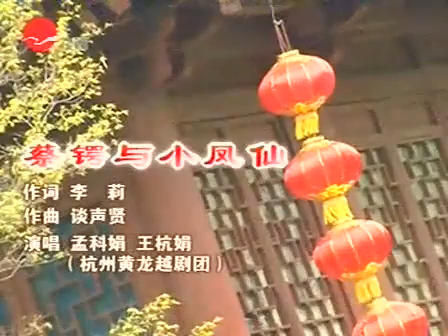 蔡锷与小凤仙
作词 李 莉
作曲 谈声贤
演唱 孟科娟 王杭娟
（杭州黄龙越剧团）